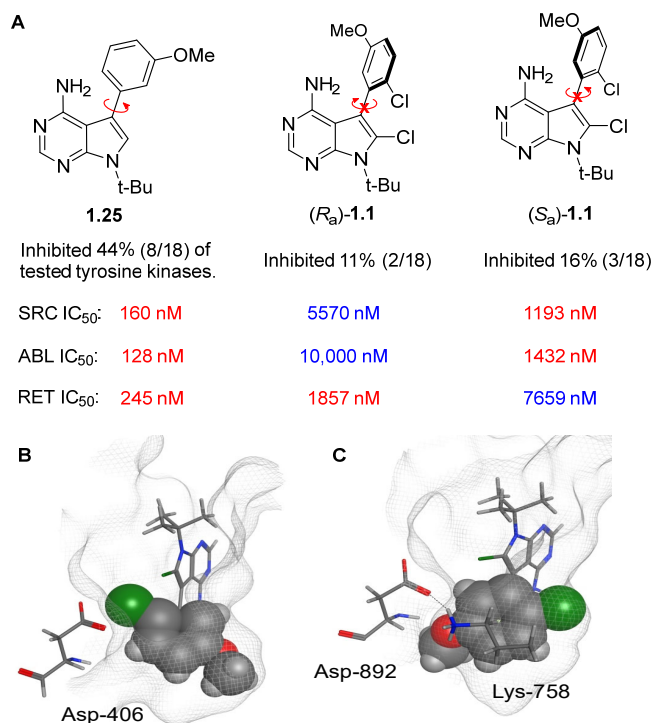 A
OMe
NH2
N
N
N
t-Bu
1.25
MeO
NH2
Cl
Cl
N
N
N
t-Bu
(Ra)-1.1
MeO
NH2
Cl
Cl
N
N
N
t-Bu
(Sa)-1.1
Inhibited 44% (8/18) of
tested tyrosine kinases.
Inhibited 11% (2/18)
Inhibited 16% (3/18)
SRC IC50: 160 nM 5570 nM 1193 nM
ABL IC50: 128 nM 10,000 nM 1432 nM
RET IC50: 245 nM 1857 nM 7659 nM
B
C
Asp-406
Asp-892
Lys-758